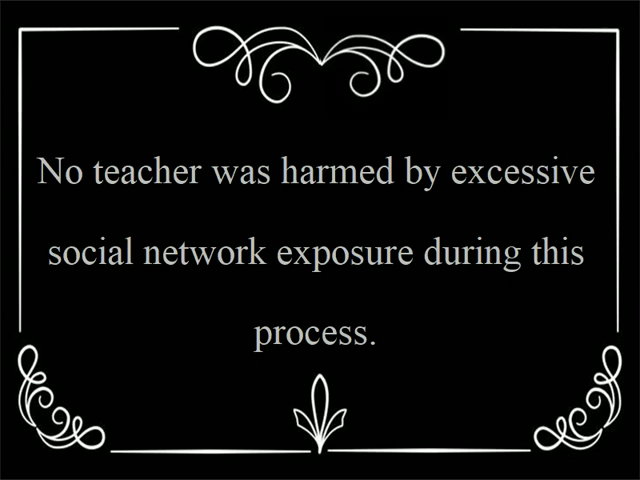 No teacher was harmed by excessive
social network exposure during this
process.